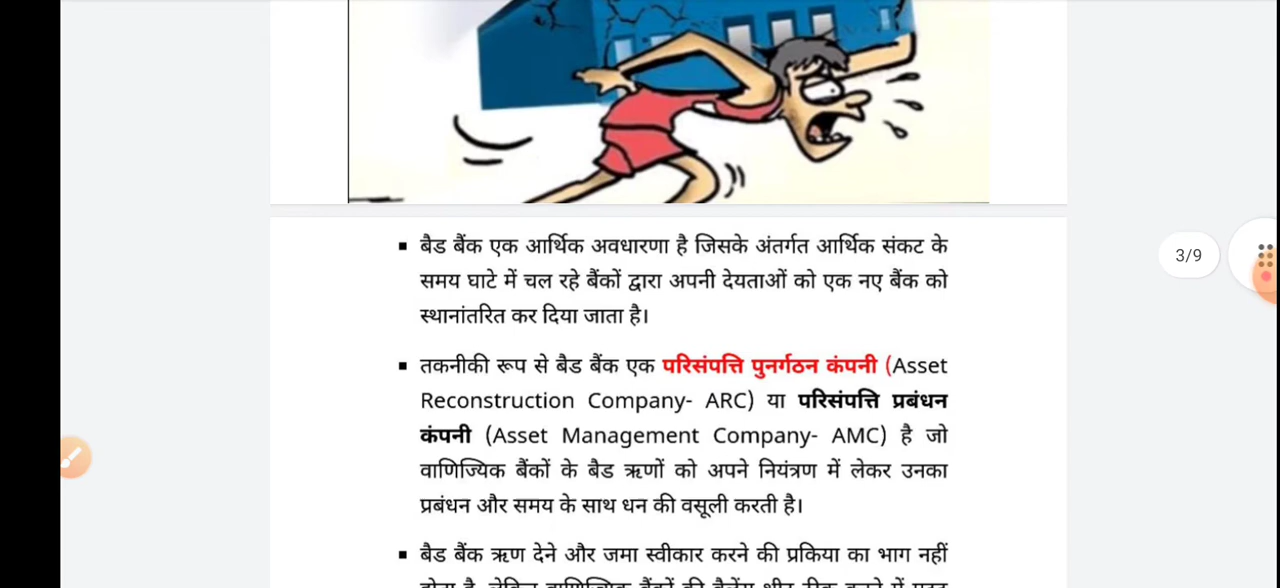 बैड बैंक एक आर्थिक अवधारणा है जिसके अंतर्गत आर्थिक संकट के
समय घाटे में चल रहे बैंकों द्वारा अपनी देयताओं को एक नए बैंक को
स्थानांतरित कर दिया जाता है।
3/9
तकनीकी रूप से बैड बैंक एक परिसंपत्ति पुनर्गठन कंपनी (Asset
Reconstruction Company- ARC) या परिसंपत्ति प्रबंधन
कंपनी (Asset Management Company- AMC) है जो
वाणिज्यिक बैंकों के बैड ऋणों को अपने नियंत्रण में लेकर उनका
प्रबंधन और समय के साथ धन की वसूली करती है।
बैड बैंक ऋण देने और जमा स्वीकार करने की प्रकिया का भाग नहीं